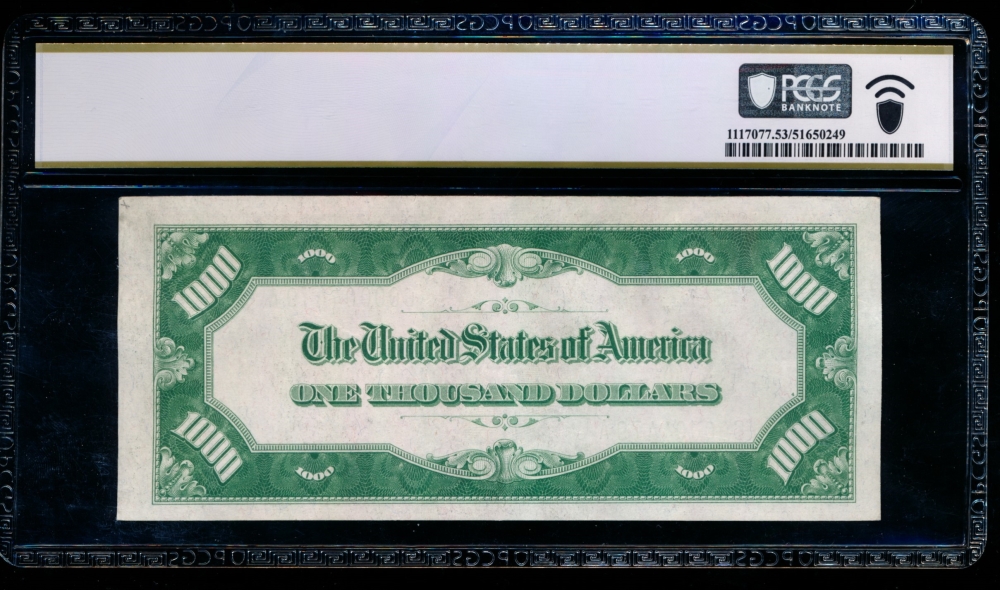 PCGS
BANKNOTE
1117077.53/51650249
1000 1000 1000 1000
The United States of America
ONE THOUSAND DOLLARS
1000 1000 1000 1000